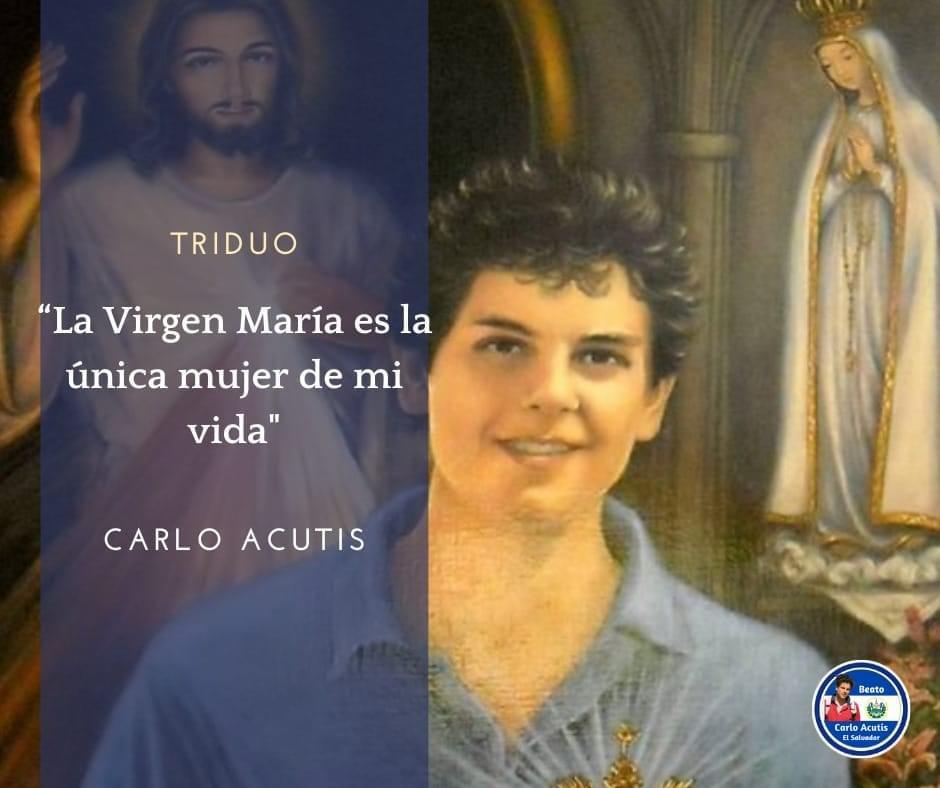 TRIDUO
“La Virgen María es la
única mujer de mi
vida"
CARLO ACUTIS
Beato
Carlo Acutis
El Salvador